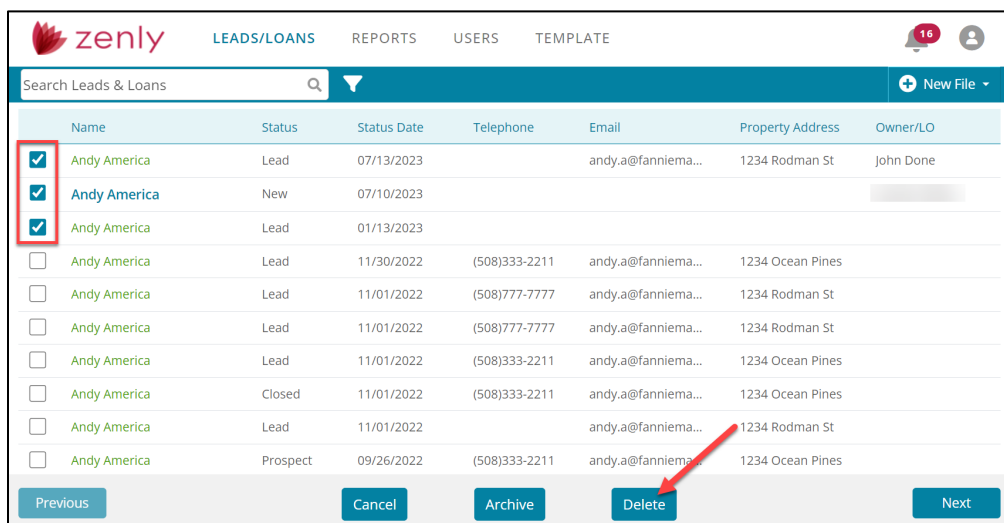 zenly LEADS/LOANS REPORTS USERS TEMPLATE 16
Search Leads & Loans New File
Name Status Status Date Telephone Email Property Address Owner/LO
Andy America Lead 07/13/2023 andy.a@fanniema... 1234 Rodman St John Done
Andy America New 07/10/2023
Andy America Lead 01/13/2023
Andy America Lead 11/30/2022 (508)333-2211 andy.a@fanniema... 1234 Ocean Pines
Andy America Lead 11/01/2022 (508)777-7777 andy.a@fanniema... 1234 Rodman St
Andy America Lead 11/01/2022 (508)777-7777 andy.a@fanniema... 1234 Rodman St
Andy America Lead 11/01/2022 (508)333-2211 andy.a@fanniema... 1234 Ocean Pines
Andy America Closed 11/01/2022 (508)333-2211 andy.a@fanniema... 1234 Ocean Pines
Andy America Lead 11/01/2022 andy.a@fanniema... 1234 Rodman St
Andy America Prospect 09/26/2022 (508)333-2211 andy.a@fanniema... 1234 Ocean Pines
Previous Cancel Archive Delete Next